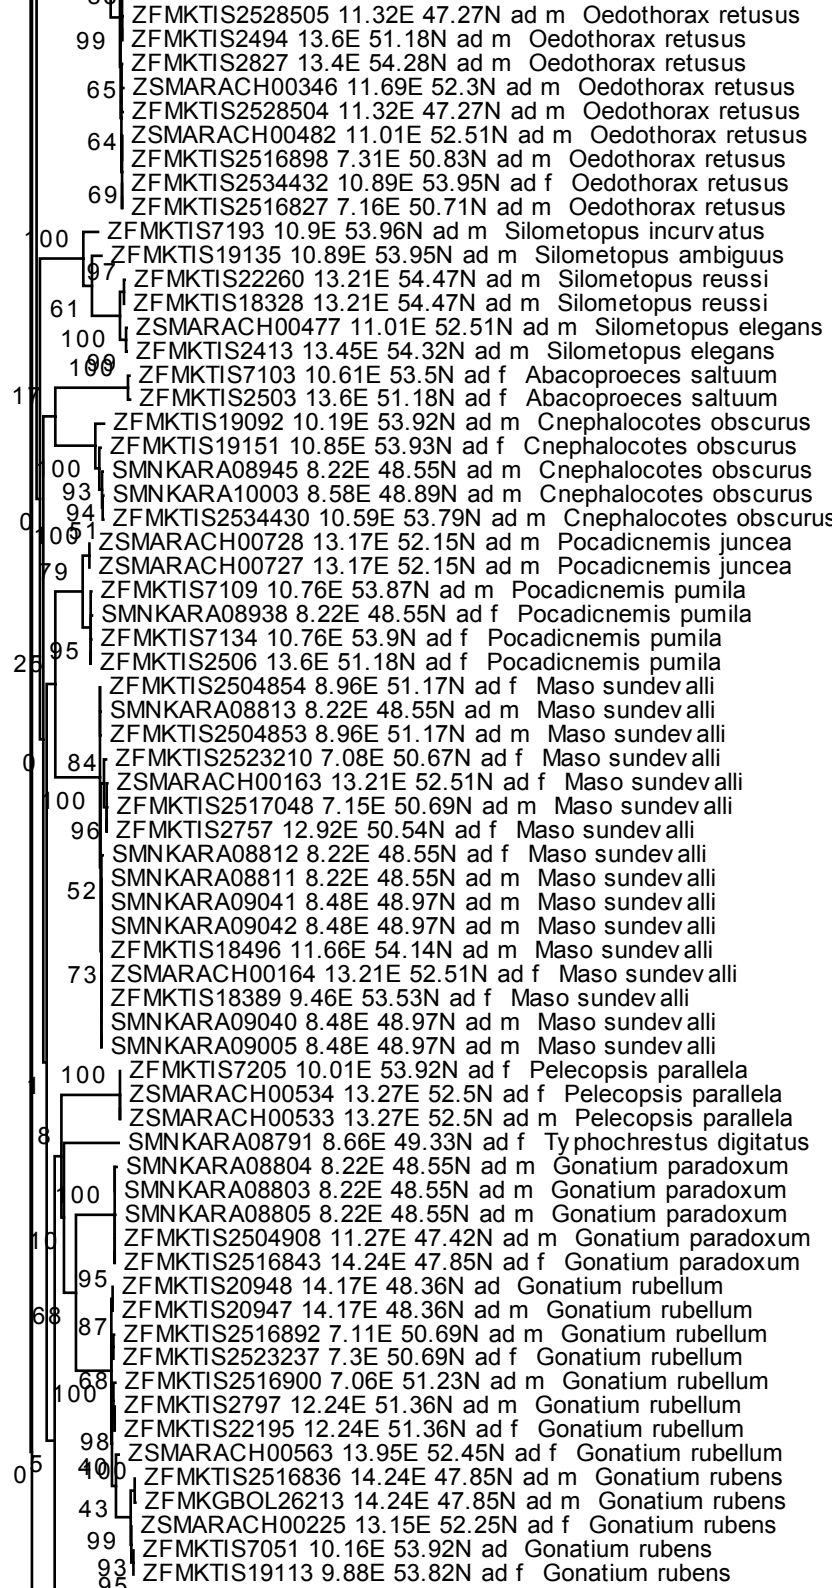 ZFMKTIS2528505 11.32E 47.27N ad m Oedothorax retusus
99 ZFMKTIS2494 13.6E 51.18N ad m Oedothorax retusus
ZFMKTIS2827 13.4E 54.28N ad m Oedothorax retusus
65 ZSMARACH00346 11.69E 52.3N ad m Oedothorax retusus
ZFMKTIS2528504 11.32E 47.27N ad m Oedothorax retusus
64 ZSMARACH00482 11.01E 52.51N ad m Oedothorax retusus
ZFMKTIS2516898 7.31E 50.83N ad m Oedothorax retusus
ZFMKTIS2534432 10.89E 53.95N ad f Oedothorax retusus
69 ZFMKTIS2516827 7.16E 50.71N ad m Oedothorax retusus
100 ZFMKTIS7193 10.9E 53.96N ad m Silometopus incurvatus
ZFMKTIS19135 10.89E 53.95N ad m Silometopus ambiguus
97 ZFMKTIS22260 13.21E 54.47N ad m Silometopus reussi
61 ZFMKTIS18328 13.21E 54.47N ad m Silometopus reussi
100 ZSMARACH00477 11.01E 52.51N ad m Silometopus elegans
99 ZFMKTIS2413 13.45E 54.32N ad m Silometopus elegans
100 ZFMKTIS7103 10.61E 53.5N ad f Abacoproeces saltuum
17 ZFMKTIS2503 13.6E 51.18N ad f Abacoproeces saltuum
ZFMKTIS19092 10.19E 53.92N ad m Cnephalocotes obscurus
ZFMKTIS19151 10.85E 53.93N ad f Cnephalocotes obscurus
100 SMNKARA08945 8.22E 48.55N ad m Cnephalocotes obscurus
93 SMNKARA10003 8.58E 48.89N ad m Cnephalocotes obscurus
0 94 ZFMKTIS2534430 10.59E 53.79N ad m Cnephalocotes obscurus
100 51 ZSMARACH00728 13.17E 52.15N ad m Pocadicnemis juncea
79 ZSMARACH00727 13.17E 52.15N ad m Pocadicnemis juncea
ZFMKTIS7109 10.76E 53.87N ad m Pocadicnemis pumila
SMNKARA08938 8.22E 48.55N ad f Pocadicnemis pumila
95 ZFMKTIS7134 10.76E 53.9N ad f Pocadicnemis pumila
25 ZFMKTIS2506 13.6E 51.18N ad f Pocadicnemis pumila
ZFMKTIS2504854 8.96E 51.17N ad f Maso sundevalli
SMNKARA08813 8.22E 48.55N ad m Maso sundevalli
ZFMKTIS2504853 8.96E 51.17N ad m Maso sundevalli
0 84 ZFMKTIS2523210 7.08E 50.67N ad f Maso sundevalli
ZSMARACH00163 13.21E 52.51N ad f Maso sundevalli
100 ZFMKTIS2517048 7.15E 50.69N ad m Maso sundevalli
96 ZFMKTIS2757 12.92E 50.54N ad f Maso sundevalli
SMNKARA08812 8.22E 48.55N ad f Maso sundevalli
SMNKARA08811 8.22E 48.55N ad m Maso sundevalli
52 SMNKARA09041 8.48E 48.97N ad m Maso sundevalli
SMNKARA09042 8.48E 48.97N ad m Maso sundevalli
ZFMKTIS18496 11.66E 54.14N ad m Maso sundevalli
73 ZSMARACH00164 13.21E 52.51N ad f Maso sundevalli
ZFMKTIS18389 9.46E 53.53N ad f Maso sundevalli
SMNKARA09040 8.48E 48.97N ad m Maso sundevalli
SMNKARA09005 8.48E 48.97N ad m Maso sundevalli
100 ZFMKTIS7205 10.01E 53.92N ad f Pelecopsis parallela
1 ZSMARACH00534 13.27E 52.5N ad f Pelecopsis parallela
ZSMARACH00533 13.27E 52.5N ad m Pelecopsis parallela
8 SMNKARA08791 8.66E 49.33N ad f Typhochrestus digitatus
SMNKARA08804 8.22E 48.55N ad m Gonatium paradoxum
100 SMNKARA08803 8.22E 48.55N ad m Gonatium paradoxum
SMNKARA08805 8.22E 48.55N ad m Gonatium paradoxum
10 ZFMKTIS2504908 11.27E 47.42N ad m Gonatium paradoxum
ZFMKTIS2516843 14.24E 47.85N ad f Gonatium paradoxum
95 ZFMKTIS20948 14.17E 48.36N ad Gonatium rubellum
68 ZFMKTIS20947 14.17E 48.36N ad m Gonatium rubellum
87 ZFMKTIS2516892 7.11E 50.69N ad m Gonatium rubellum
ZFMKTIS2523237 7.3E 50.69N ad f Gonatium rubellum
68 ZFMKTIS2516900 7.06E 51.23N ad m Gonatium rubellum
100 ZFMKTIS2797 12.24E 51.36N ad m Gonatium rubellum
ZFMKTIS22195 12.24E 51.36N ad f Gonatium rubellum
98 ZSMARACH00563 13.95E 52.45N ad f Gonatium rubellum
0 5 40 100 ZFMKTIS2516836 14.24E 47.85N ad m Gonatium rubens
43 ZFMKGBOL26213 14.24E 47.85N ad m Gonatium rubens
ZSMARACH00225 13.15E 52.25N ad f Gonatium rubens
99 ZFMKTIS7051 10.16E 53.92N ad Gonatium rubens
93 ZFMKTIS19113 9.88E 53.82N ad f Gonatium rubens
95